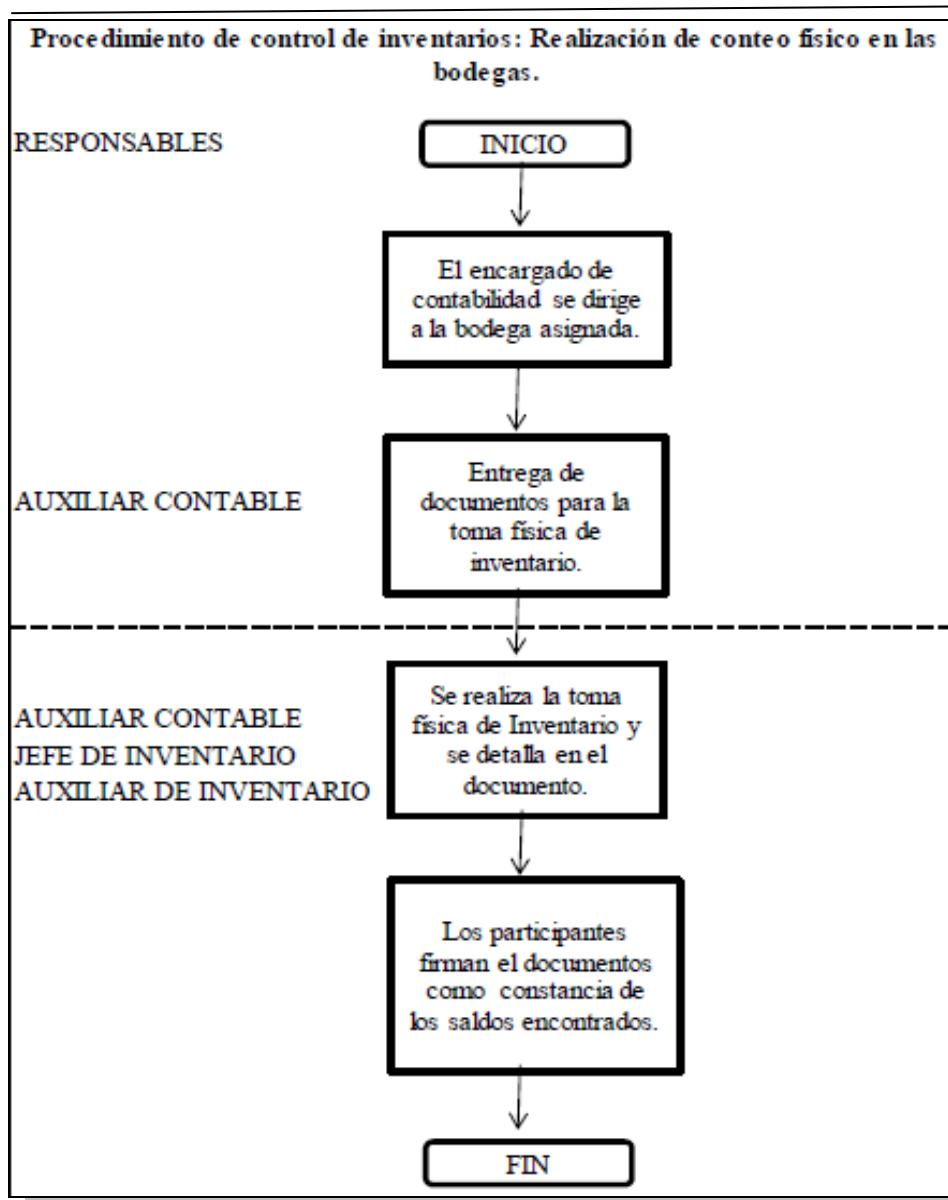 Procedimiento de control de inventarios: Realización de conteo físico en las
bodegas.
RESPONSABLES
INICIO
El encargado de
contabilidad se dirige
a la bodega asignada.
AUXILIAR CONTABLE
Entrega de
documentos para la
toma física de
inventario.
AUXILIAR CONTABLE
JEFE DE INVENTARIO
AUXILIAR DE INVENTARIO
Se realiza la toma
física de Inventario y
se detalla en el
documento.
Los participantes
firman el documentos
como constancia de
los saldos encontrados.
FIN